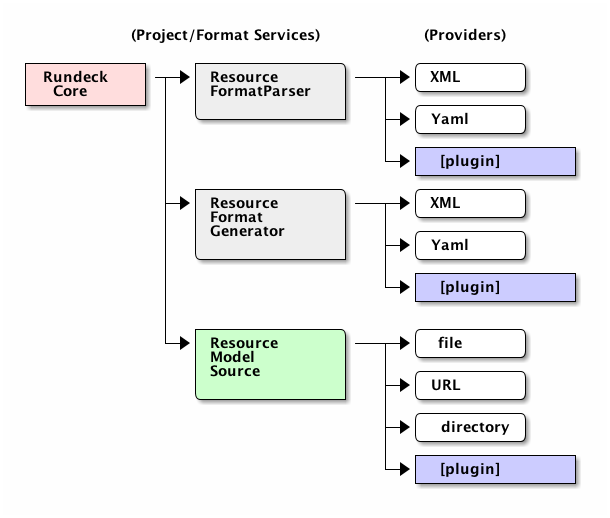 (Project/Format Services)
(Providers)
Rundeck
Core
Resource
FormatParser
XML
Yaml
[plugin]
Resource
Format
Generator
XML
Yaml
[plugin]
Resource
Model
Source
file
URL
directory
[plugin]